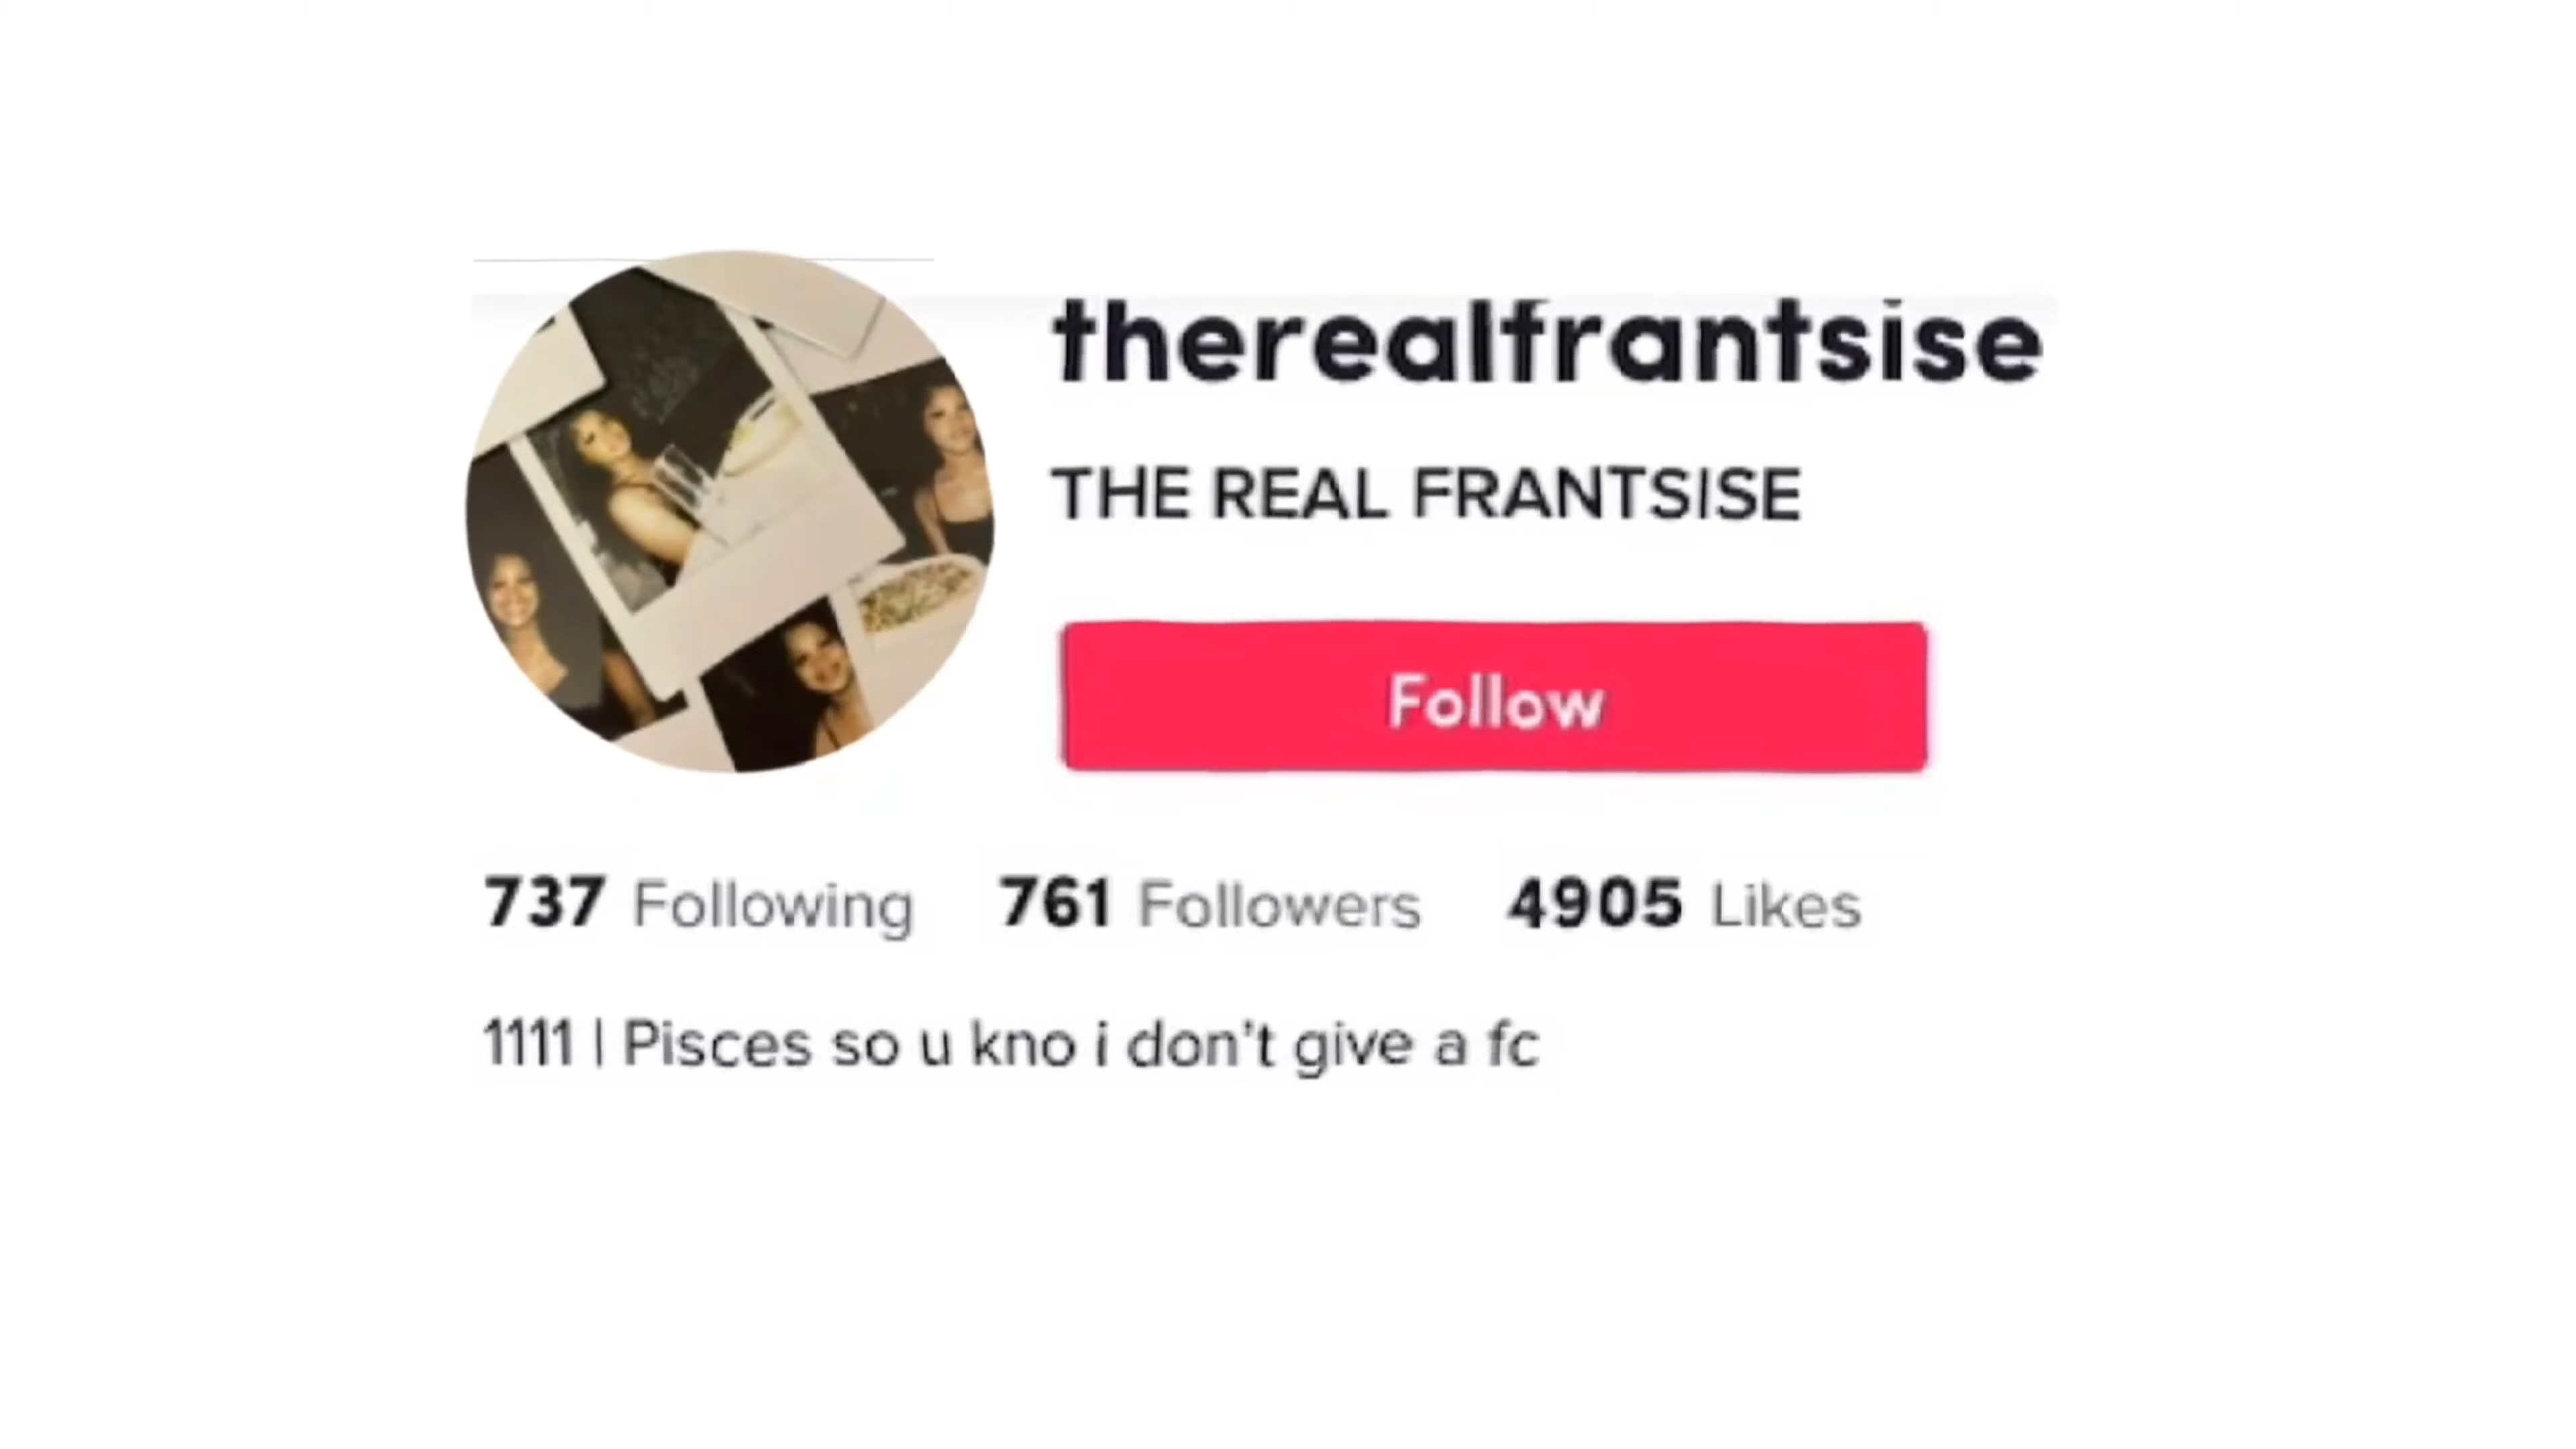 therealfrantsise
THE REAL FRANTSISE
Follow
737 Following 761 Followers 4905 Likes
1111 | Pisces so u kno i don't give a fc